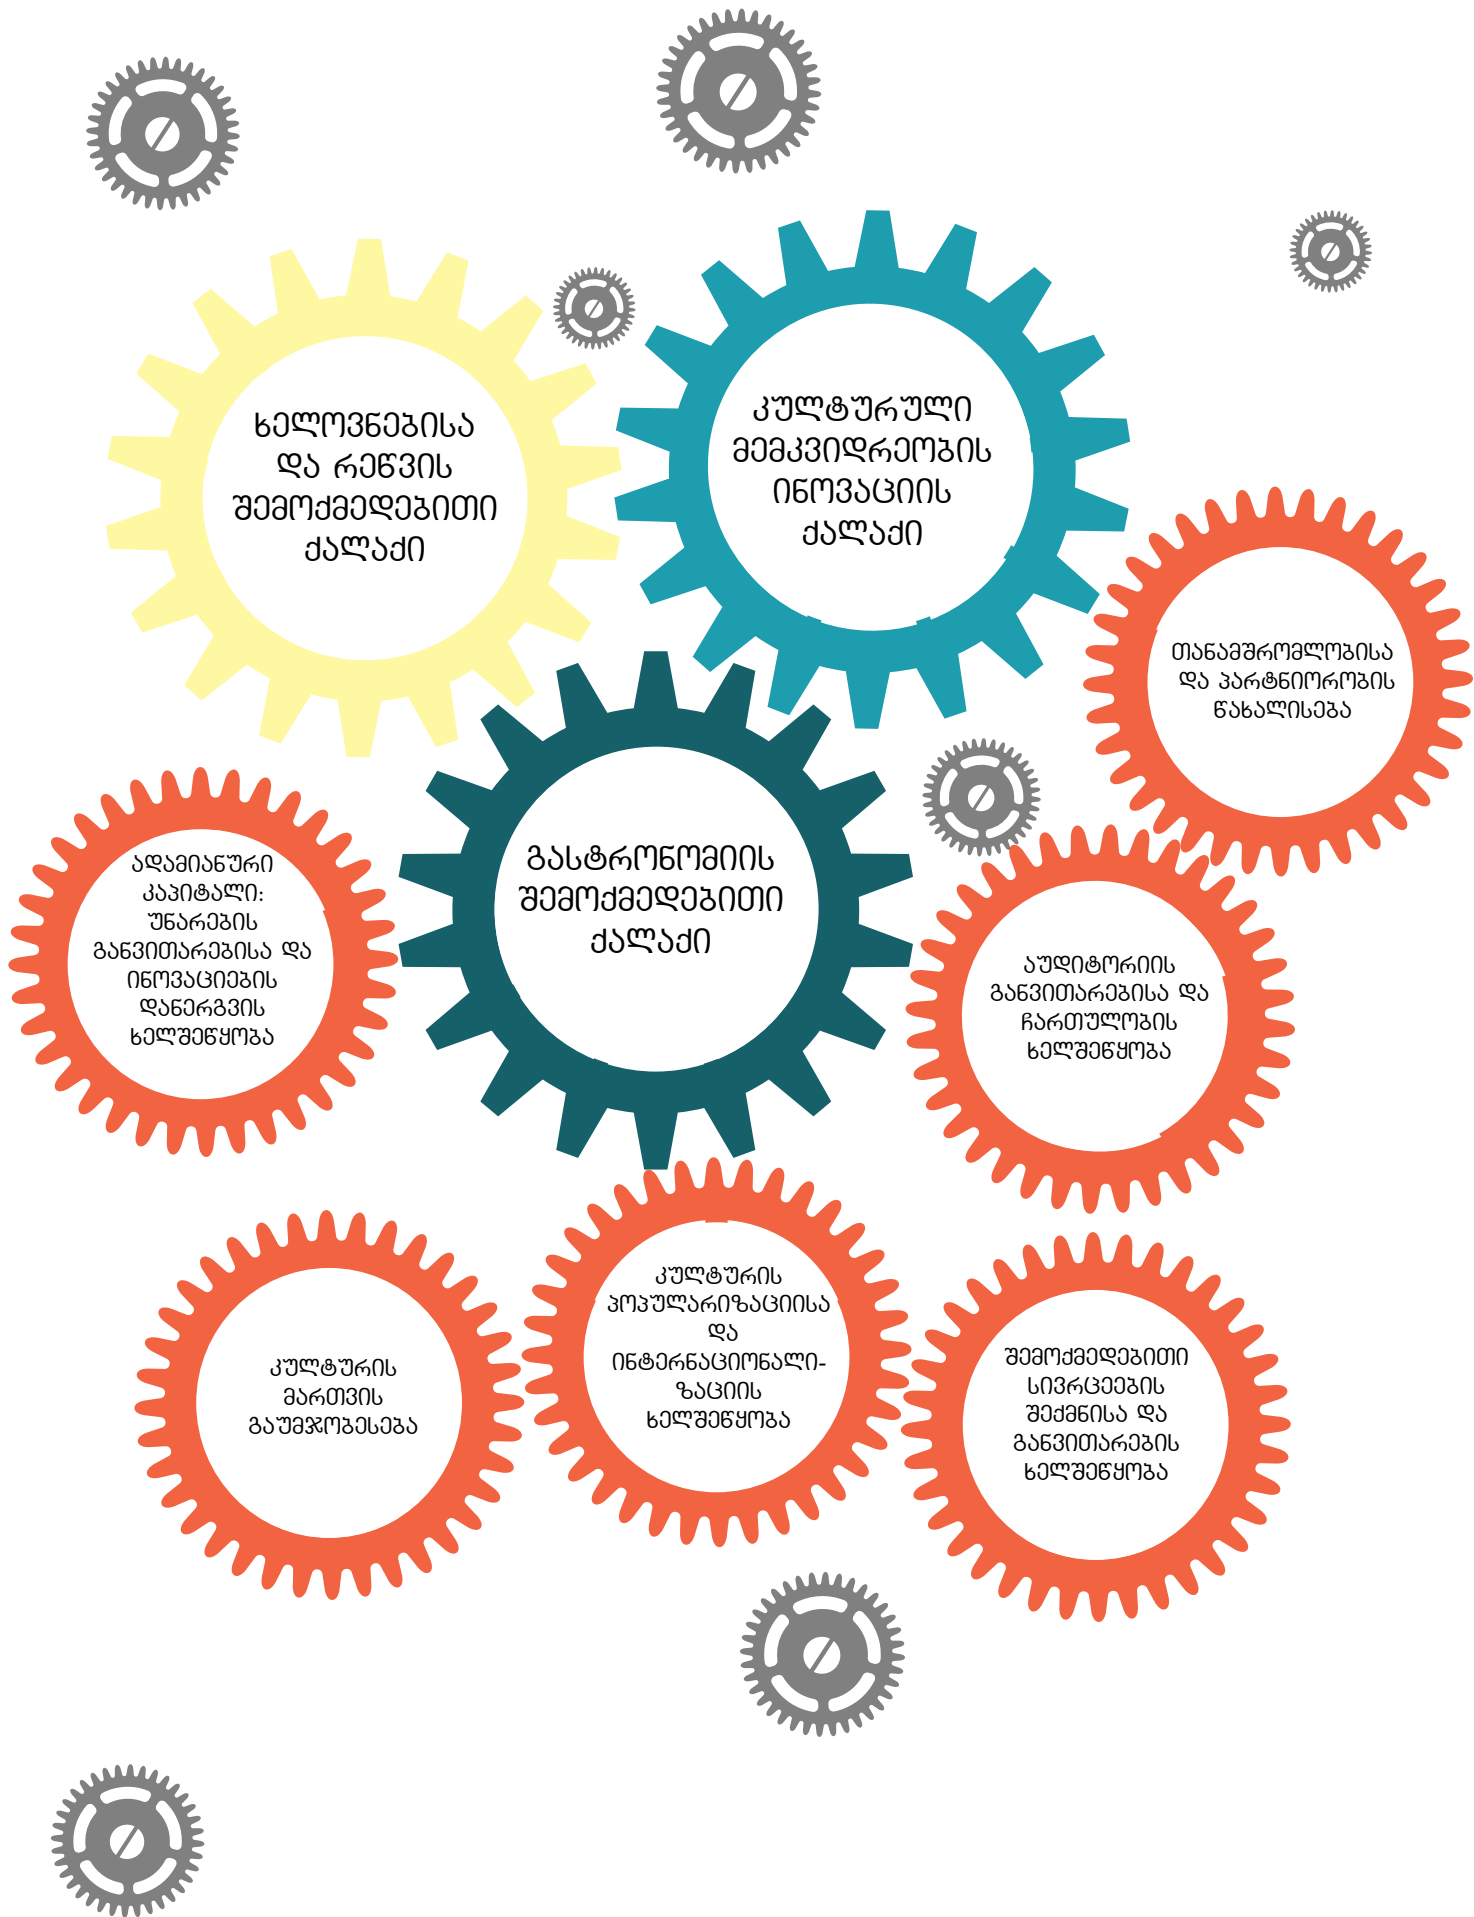 ხელოვნებისა
და რეწვის
შემოქმედებითი
ქალაქი
კულტურული
მემკვიდრეობის
ინოვაციის
ქალაქი
თანამშრომლობისა
და პარტნიორობის
წახალისება
გასტრონომიის
შემოქმედებითი
ქალაქი
ადამიანური
კაპიტალი:
უნარების
განვითარებისა და
ინოვაციების
დანერგვის
ხელშეწყობა
აუდიტორიის
განვითარებისა და
ჩართულობის
ხელშეწყობა
კულტურის
მართვის
გაუმჯობესება
კულტურის
პოპულარიზაციისა
და
ინტერნაციონალი-
ზაციის
ხელშეწყობა
შემოქმედებითი
სივრცეების
შექმნისა და
განვითარების
ხელშეწყობა